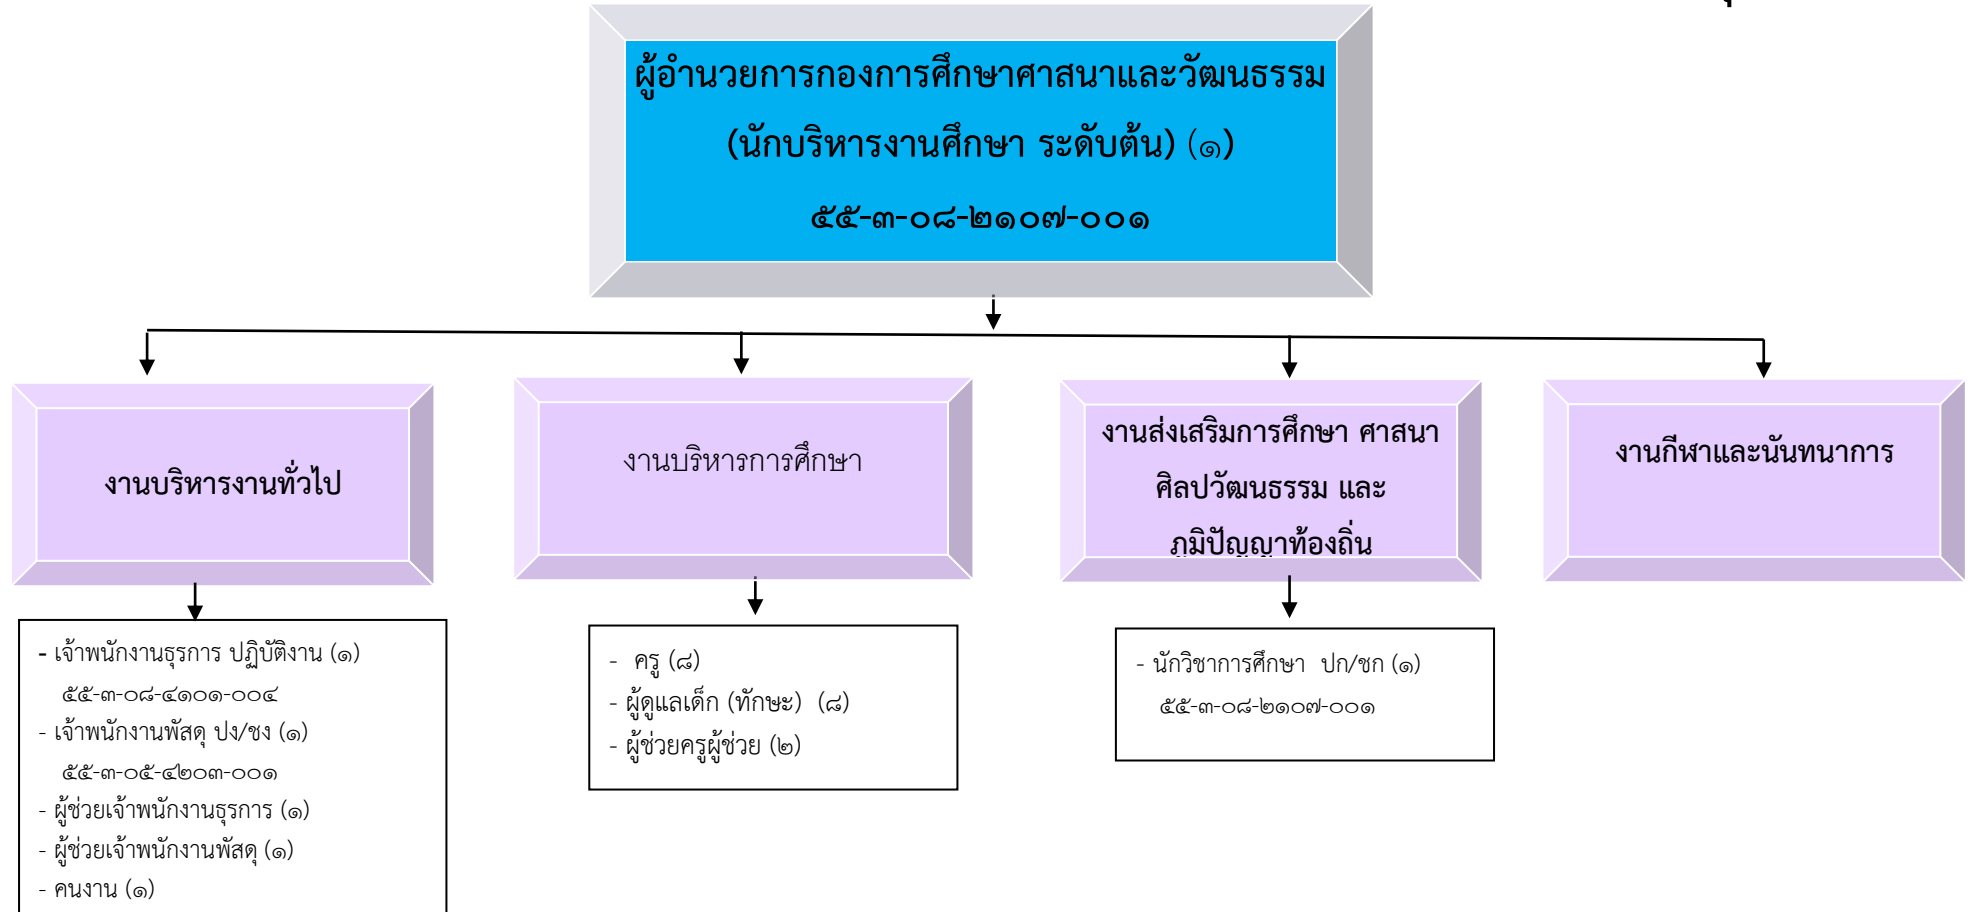 ผู้อำนวยการกองการศึกษาศาสนาและวัฒนธรรม
(นักบริหารงานศึกษา ระดับต้น) (๑)
๕๕-๓-๐๘-๒๑๐๗-๐๐๑
งานบริหารงานทั่วไป
งานบริหารการศึกษา
งานส่งเสริมการศึกษา ศาสนา
ศิลปวัฒนธรรม และ
ภูมิปัญญาท้องถิ่น
งานกีฬาและนันทนาการ
- เจ้าพนักงานธุรการ ปฏิบัติงาน (๑)
๕๕-๓-๐๘-๔๑๐๑-๐๐๔
- เจ้าพนักงานพัสดุ ปง/ชง (๑)
๕๕-๓-๐๕-๔๒๐๓-๐๐๑
- ผู้ช่วยเจ้าพนักงานธุรการ (๑)
- ผู้ช่วยเจ้าพนักงานพัสดุ (๑)
- คนงาน (๑)
- ครู (๘)
- ผู้ดูแลเด็ก (ทักษะ) (๘)
- ผู้ช่วยครูผู้ช่วย (๒)
- นักวิชาการศึกษา ปก/ชก (๑)
๕๕-๓-๐๘-๒๑๐๗-๐๐๑